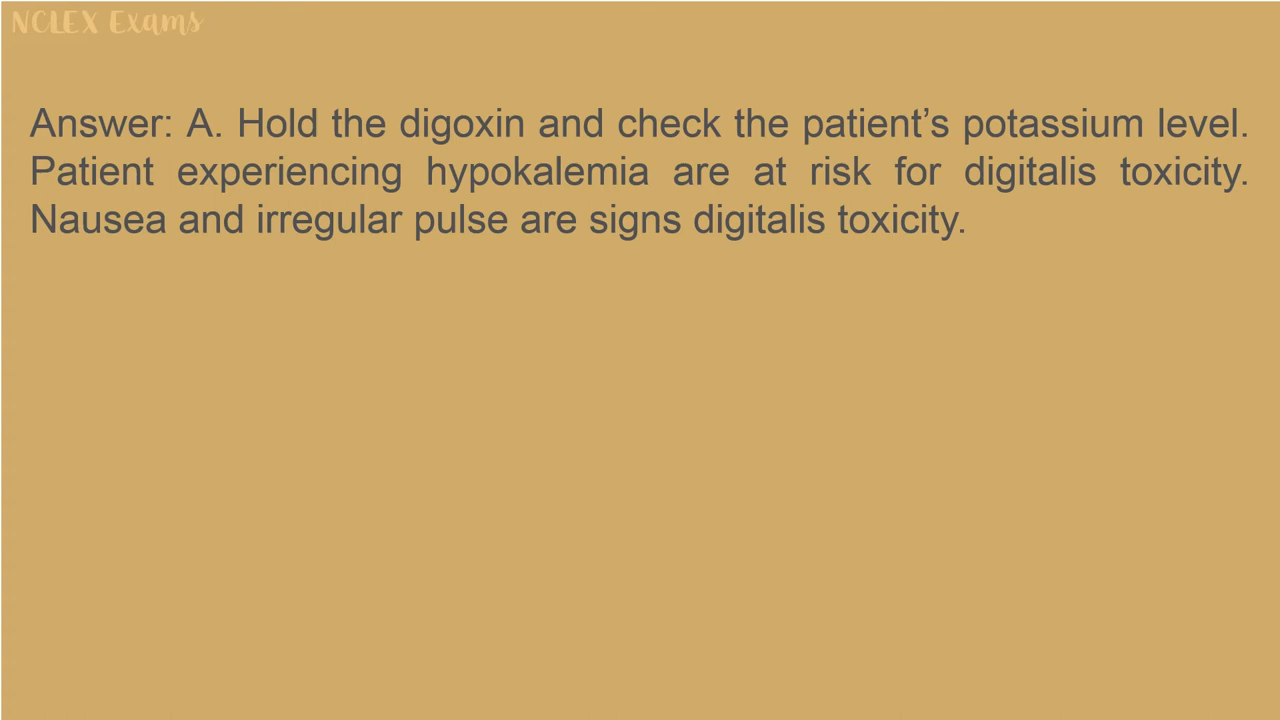 NCLEX Exams
Answer: A. Hold the digoxin and check the patient’s potassium level.
Patient experiencing hypokalemia are at risk for digitalis toxicity.
Nausea and irregular pulse are signs digitalis toxicity.